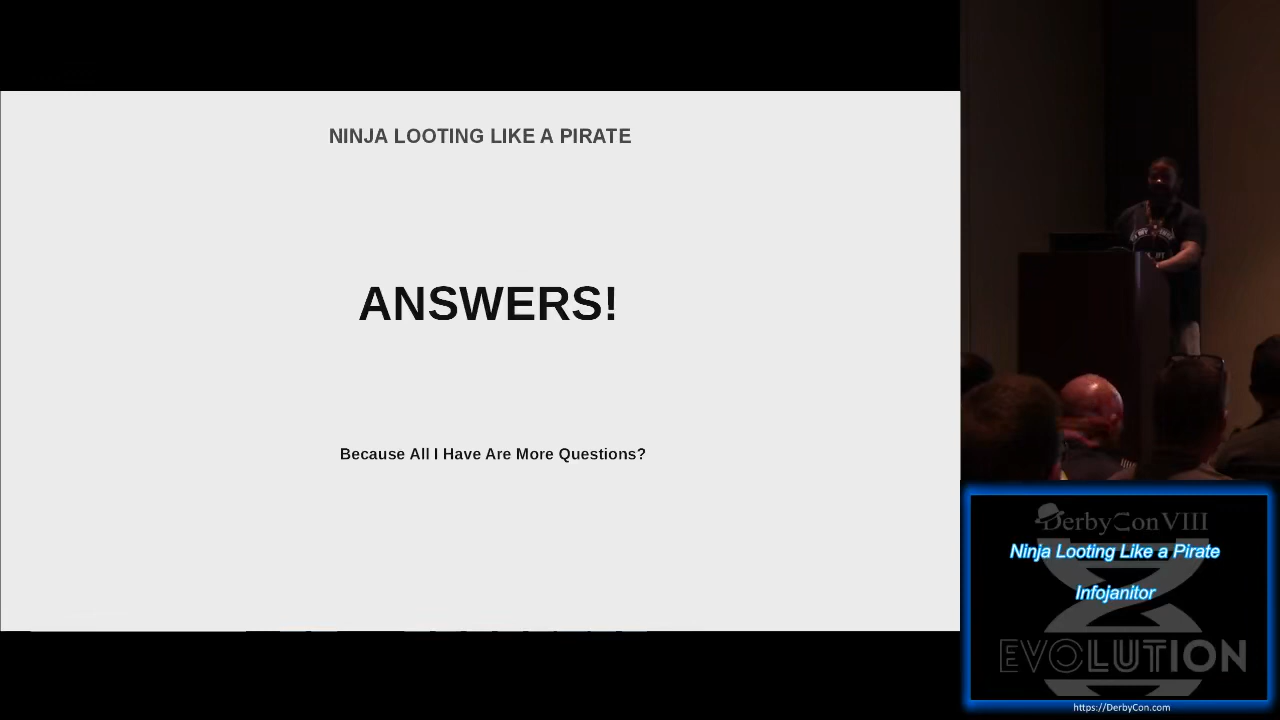 NINJA LOOTING LIKE A PIRATE
ANSWERS!
Because All I Have Are More Questions?
DerbyCon VIII
Ninja Looting Like a Pirate
Infojanitor
EVOLUTION
https://DerbyCon.com